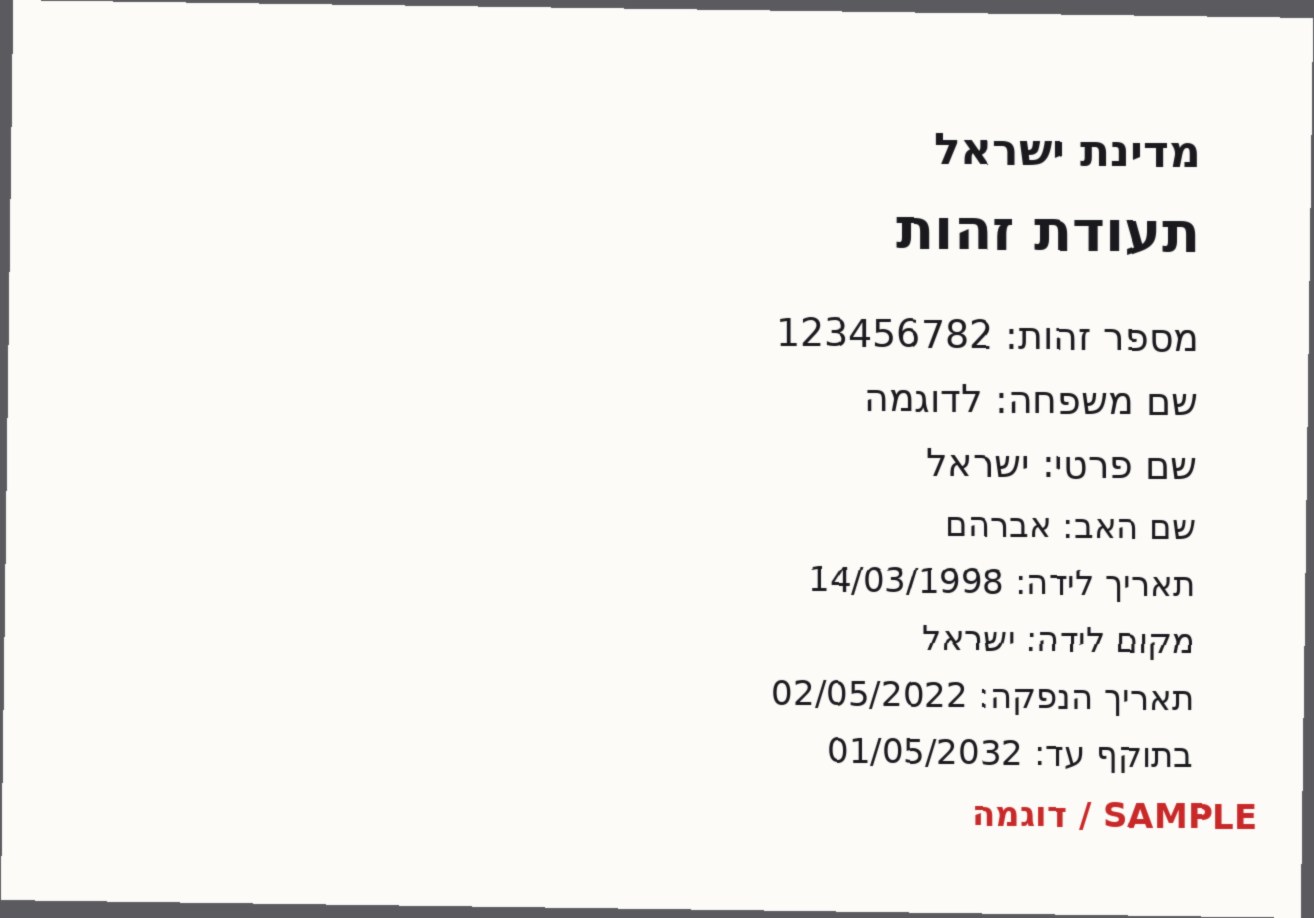 מדינת ישראל
תעודת זהות
מספר זהות: 123456782
שם משפחה: לדוגמה
שם פרטי: ישראל
שם האב: אברהם
תאריך לידה: 14/03/1998
מקום לידה: ישראל
תאריך הנפקה: 02/05/2022
בתוקף עד: 01/05/2032
SAMPLE / דוגמה